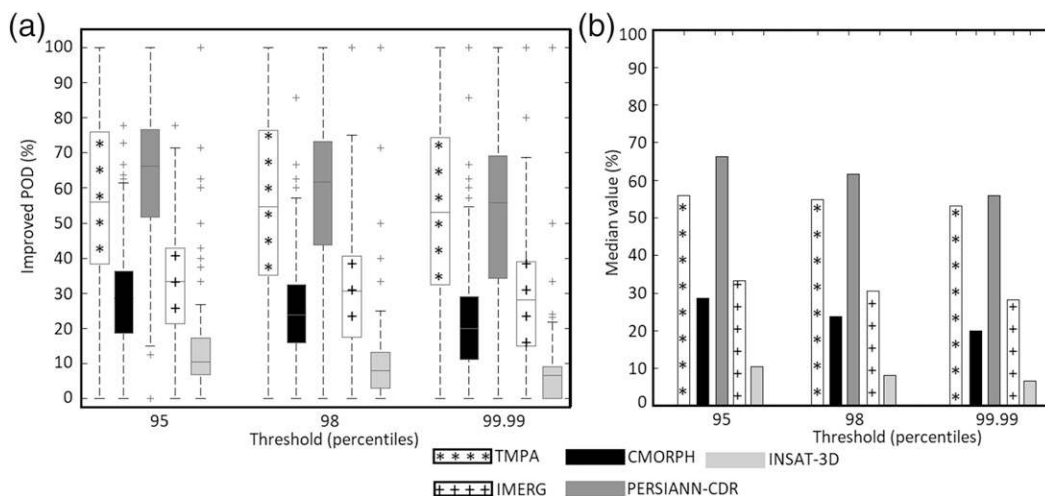 (a)
Improved POD (%)
100
90
80
70
60
50
40
30
20
10
0
95
98
99.99
Threshold (percentiles)
(b)
Median value (%)
100
90
80
70
60
50
40
30
20
10
0
95
98
99.99
Threshold (percentiles)
TMPA
CMORPH
INSAT-3D
IMERG
PERSIANN-CDR